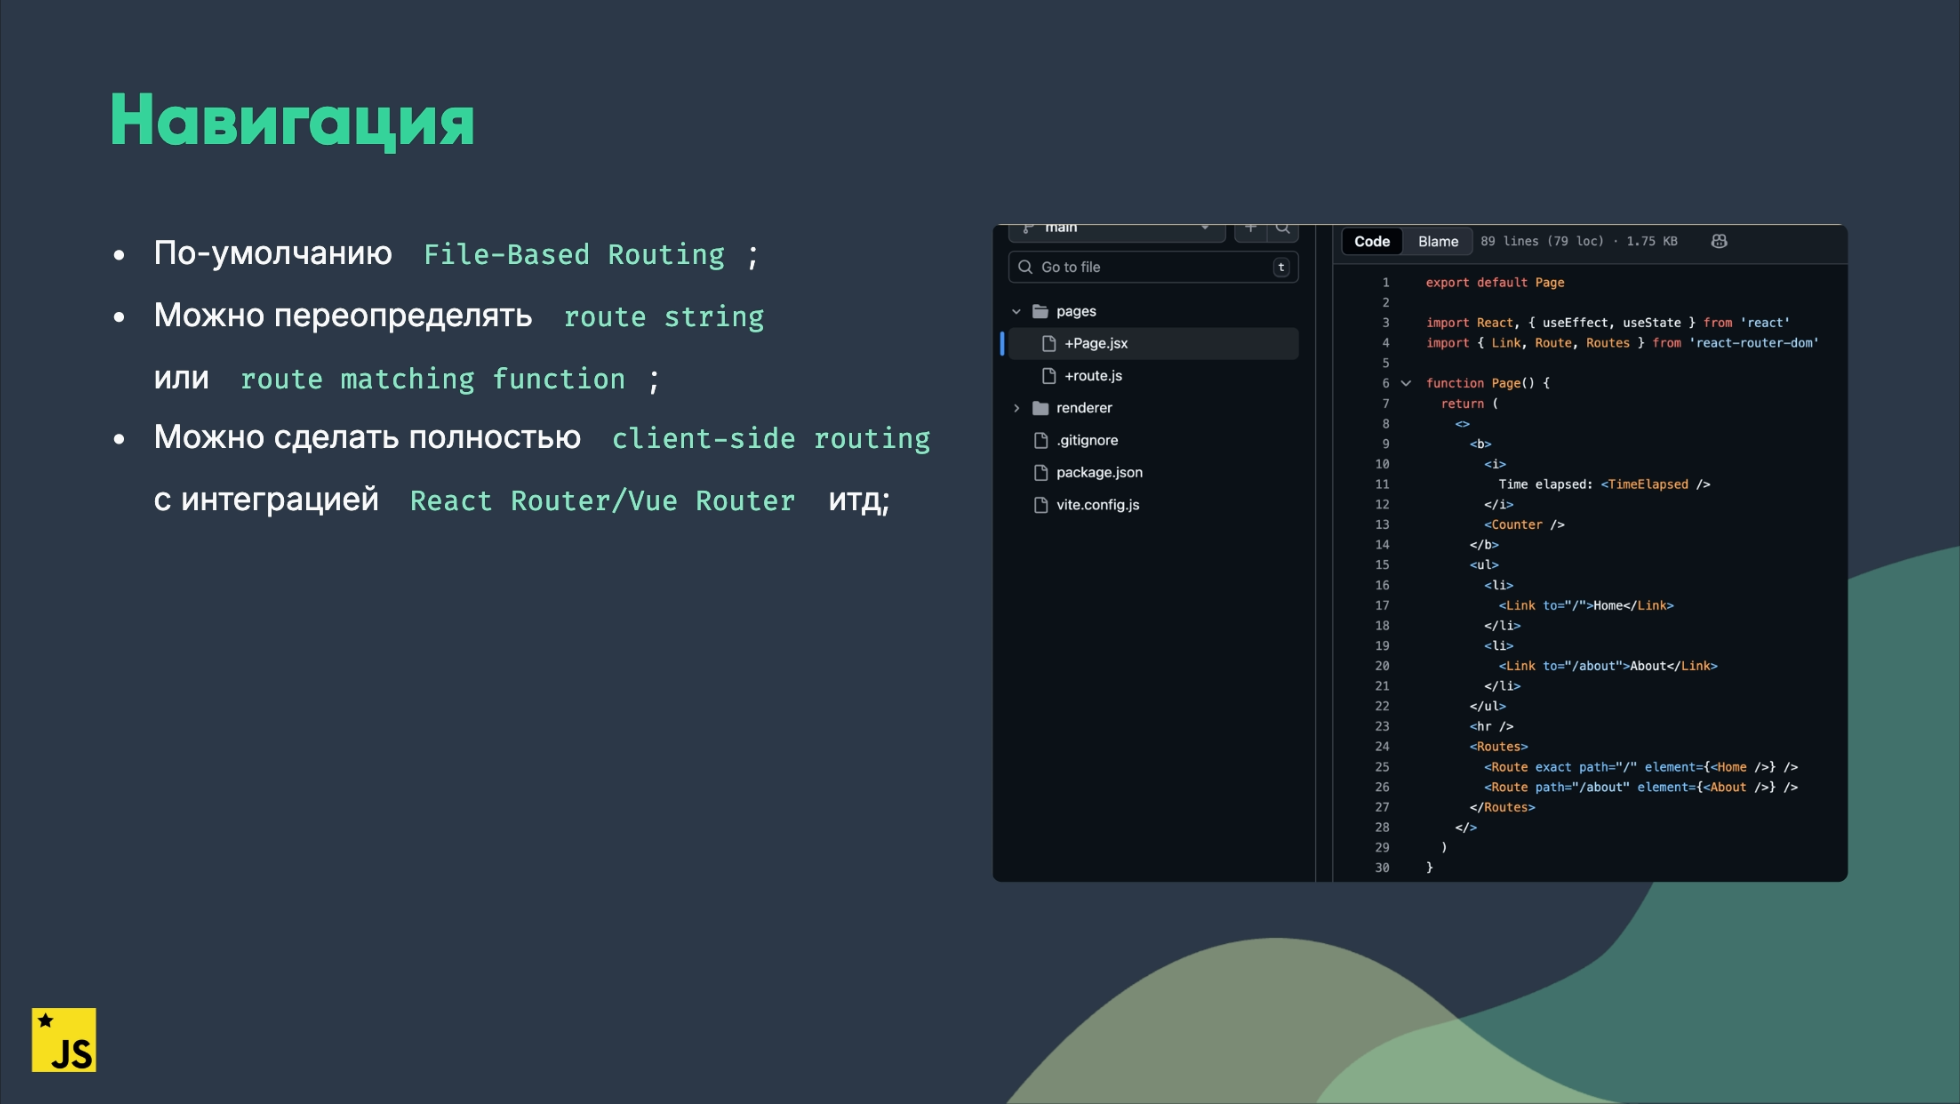 Навигация
По-умолчанию File-Based Routing ;
Можно переопределять route string
или route matching function ;
Можно сделать полностью client-side routing
с интеграцией React Router/Vue Router итд;
main
Go to file t
pages
+Page.jsx
+route.js
renderer
.gitignore
package.json
vite.config.js
Code Blame 89 lines (79 loc) · 1.75 KB
1 export default Page
2
3 import React, { useEffect, useState } from 'react'
4 import { Link, Route, Routes } from 'react-router-dom'
5
6 function Page() {
7 return (
8 <>
9 <b>
10 <i>
11 Time elapsed: <TimeElapsed />
12 </i>
13 <Counter />
14 </b>
15 <ul>
16 <li>
17 <Link to="/">Home</Link>
18 </li>
19 <li>
20 <Link to="/about">About</Link>
21 </li>
22 </ul>
23 <hr />
24 <Routes>
25 <Route exact path="/" element={<Home />} />
26 <Route path="/about" element={<About />} />
27 </Routes>
28 </>
29 )
30 }
JS